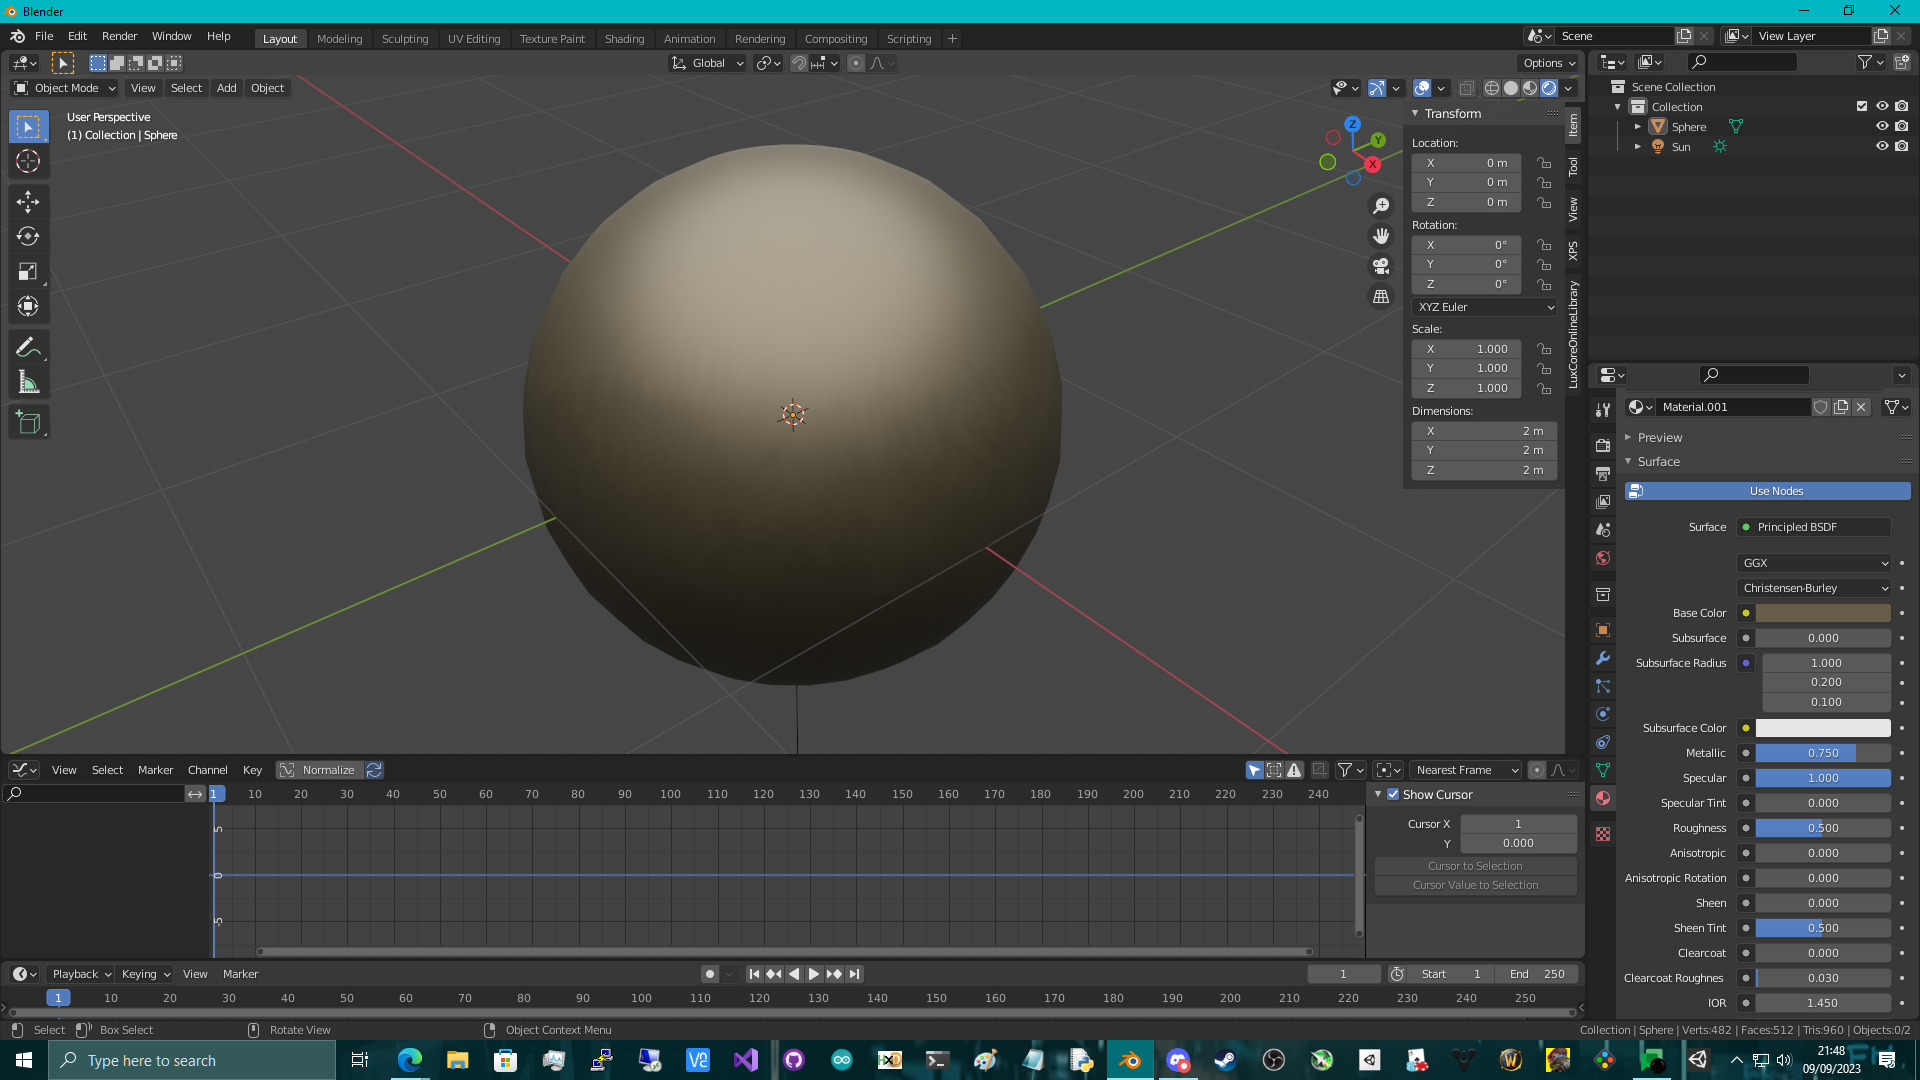 Blender
File Edit Render Window Help
Layout Modeling Sculpting UV Editing Texture Paint Shading Animation Rendering Compositing Scripting +
Scene
View Layer
Global
Options
Object Mode View Select Add Object
User Perspective
(1) Collection | Sphere
Z
Y
X
Transform
Location:
X 0 m
Y 0 m
Z 0 m
Rotation:
X 0°
Y 0°
Z 0°
XYZ Euler
Scale:
X 1.000
Y 1.000
Z 1.000
Dimensions:
X 2 m
Y 2 m
Z 2 m
Item
Tool
View
XPS
LuxCoreOnlineLibrary
Scene Collection
Collection
Sphere
Sun
Material.001
Preview
Surface
Use Nodes
Surface Principled BSDF
GGX
Christensen-Burley
Base Color
Subsurface 0.000
Subsurface Radius 1.000
0.200
0.100
Subsurface Color
Metallic 0.750
Specular 1.000
Specular Tint 0.000
Roughness 0.500
Anisotropic 0.000
Anisotropic Rotation 0.000
Sheen 0.000
Sheen Tint 0.500
Clearcoat 0.000
Clearcoat Roughnes 0.030
IOR 1.450
View Select Marker Channel Key Normalize
Nearest Frame
1 10 20 30 40 50 60 70 80 90 100 110 120 130 140 150 160 170 180 190 200 210 220 230 240
5
0
-5
Show Cursor
Cursor X 1
Y 0.000
Cursor to Selection
Cursor Value to Selection
Playback Keying View Marker
1
Start 1
End 250
1 10 20 30 40 50 60 70 80 90 100 110 120 130 140 150 160 170 180 190 200 210 220 230 240 250
Select Box Select Rotate View Object Context Menu
Collection | Sphere | Verts:482 | Faces:512 | Tris:960 | Objects:0/2
Type here to search
21:48
09/09/2023